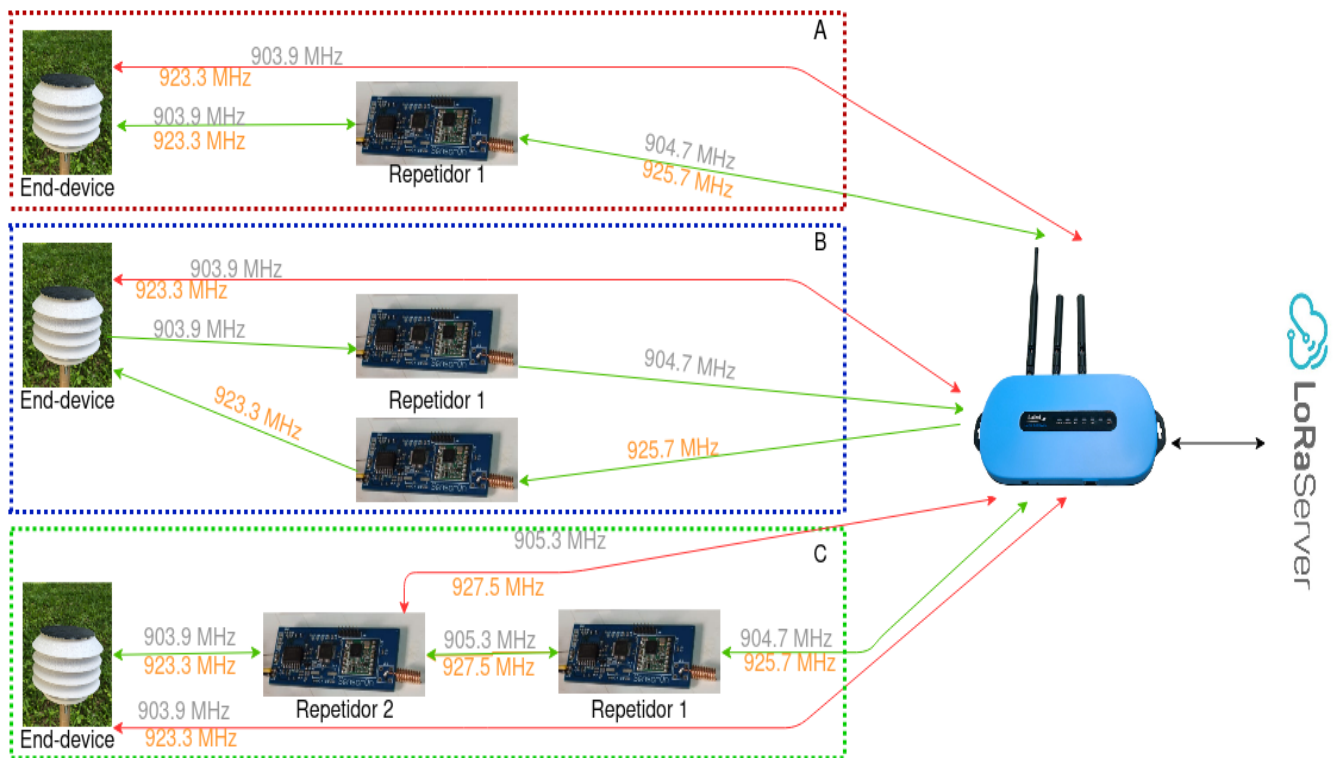 A
903.9 MHz
923.3 MHz
903.9 MHz
923.3 MHz
904.7 MHz
925.7 MHz
End-device
Repetidor 1
B
903.9 MHz
923.3 MHz
903.9 MHz
904.7 MHz
End-device
Repetidor 1
923.3 MHz
925.7 MHz
C
905.3 MHz
927.5 MHz
903.9 MHz
923.3 MHz
905.3 MHz
927.5 MHz
904.7 MHz
925.7 MHz
Repetidor 2
Repetidor 1
903.9 MHz
923.3 MHz
End-device
LoRaServer